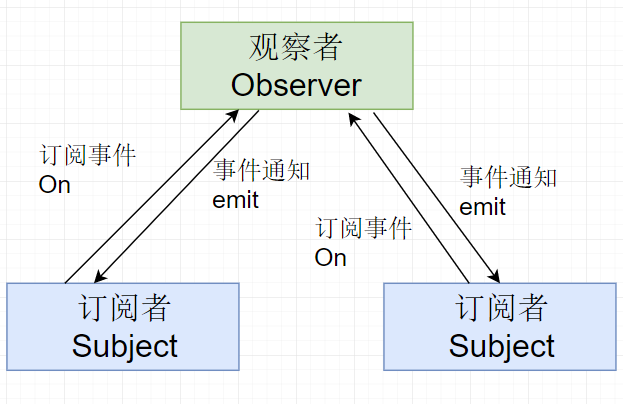 观察者
Observer
订阅事件
On
事件通知
emit
事件通知
emit
订阅事件
On
订阅者
Subject
订阅者
Subject